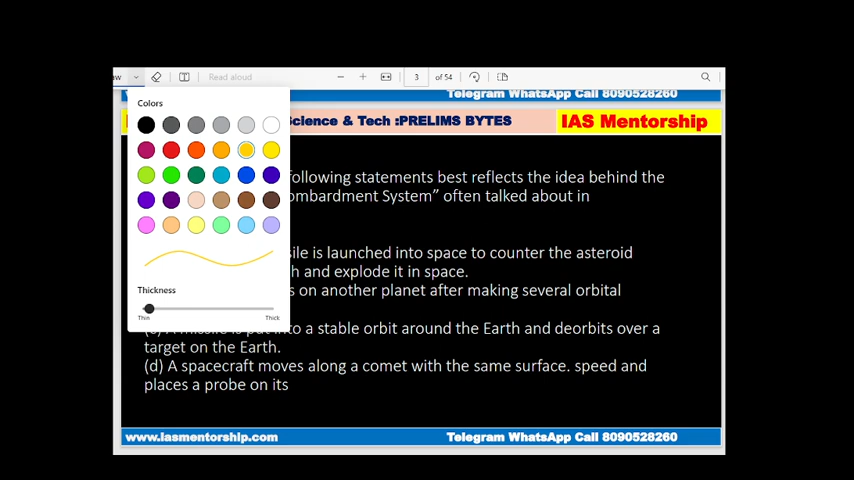 aw
Read aloud
3 of 54
Telegram WhatsApp Call 8090528260
Colors
Science & Tech :PRELIMS BYTES
IAS Mentorship
following statements best reflects the idea behind the
ombardment System” often talked about in
sile is launched into space to counter the asteroid
h and explode it in space.
s on another planet after making several orbital
Thickness
Thin
Thick
into a stable orbit around the Earth and deorbits over a
target on the Earth.
(d) A spacecraft moves along a comet with the same surface. speed and
places a probe on its
www.iasmentorship.com
Telegram WhatsApp Call 8090528260